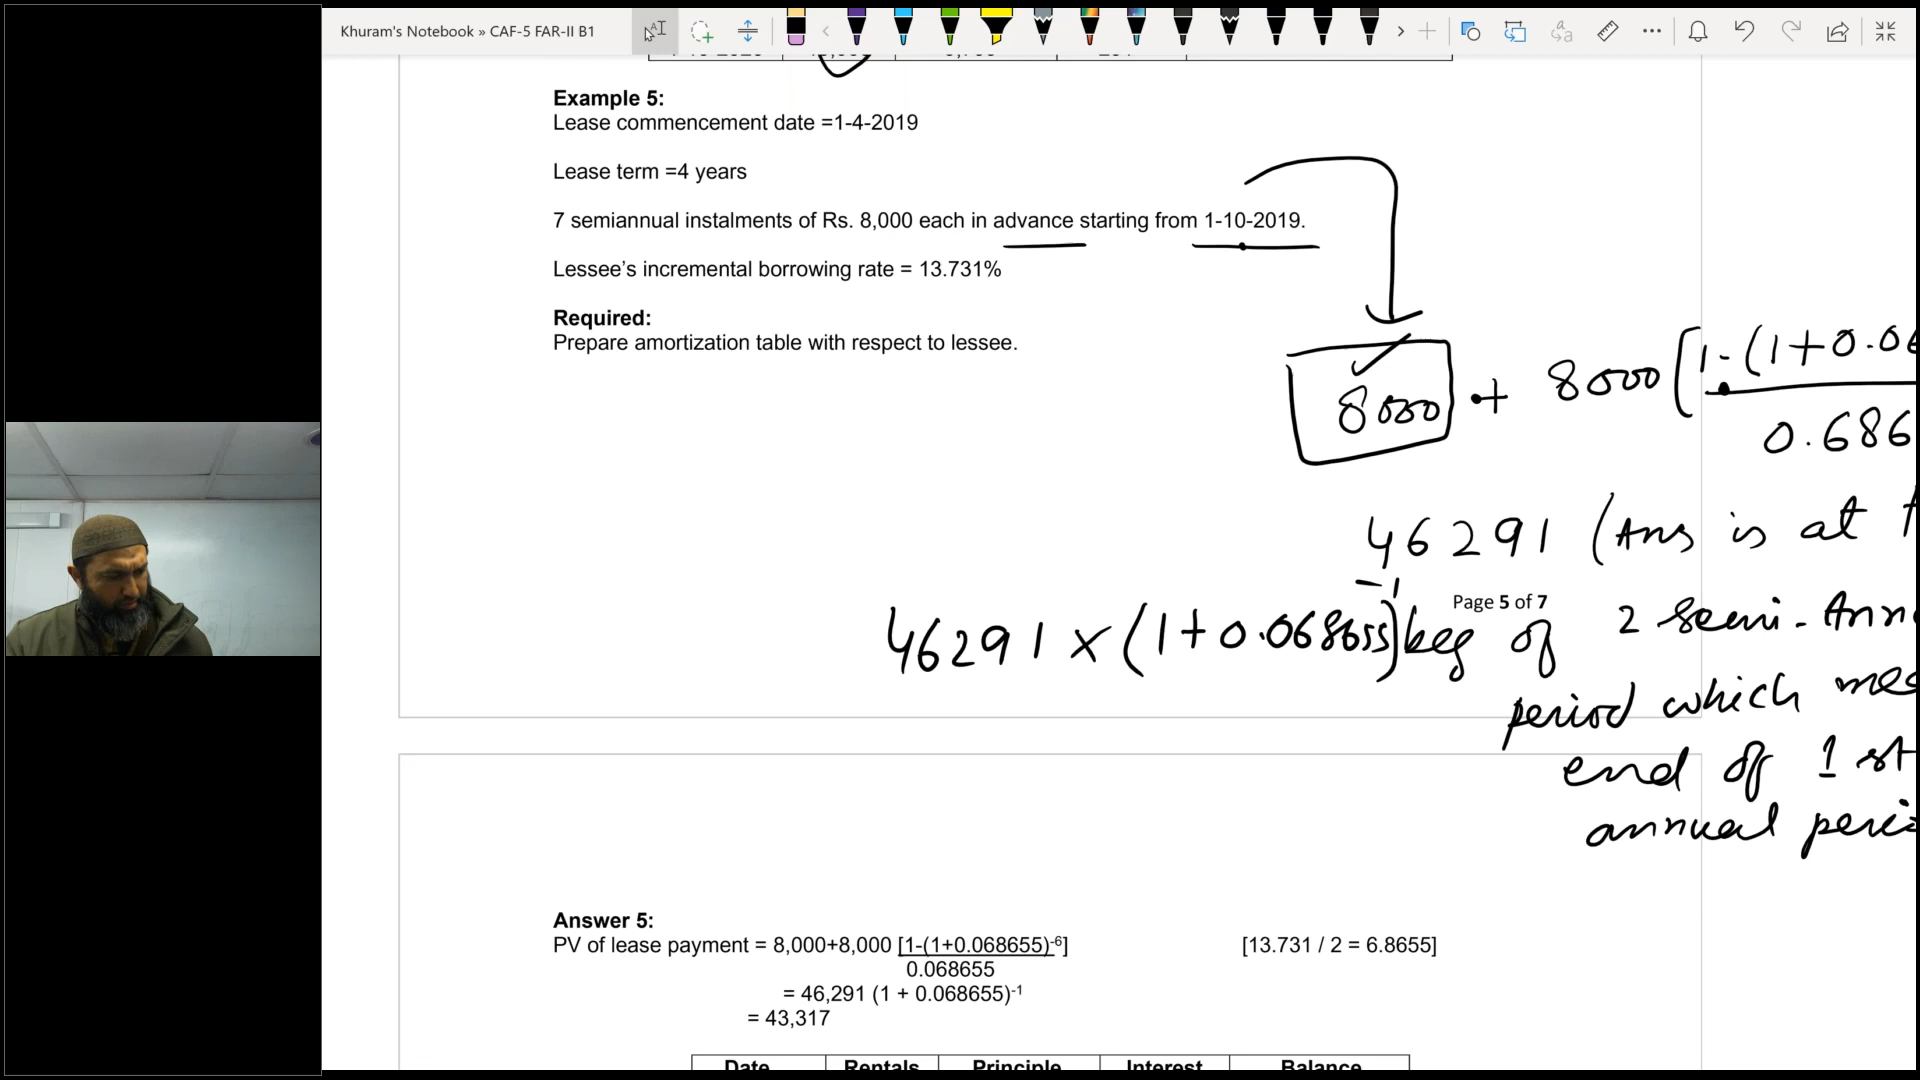 Khuram's Notebook » CAF-5 FAR-II B1
Example 5:
Lease commencement date =1-4-2019
Lease term =4 years
7 semiannual instalments of Rs. 8,000 each in advance starting from 1-10-2019.
Lessee's incremental borrowing rate = 13.731%
Required:
Prepare amortization table with respect to lessee.
8000 + 8000 [1-(1+0.06
0.686
46291 (Ans is at
46291 × (1+0.068655)⁻¹ beg of 2 semi-Ann
Page 5 of 7
period which mea
end of 1 st
annual peri
Answer 5:
PV of lease payment = 8,000+8,000 [1-(1+0.068655)⁻⁶] [13.731 / 2 = 6.8655]
0.068655
= 46,291 (1 + 0.068655)⁻¹
= 43,317
Date Rentals Principle Interest Balance